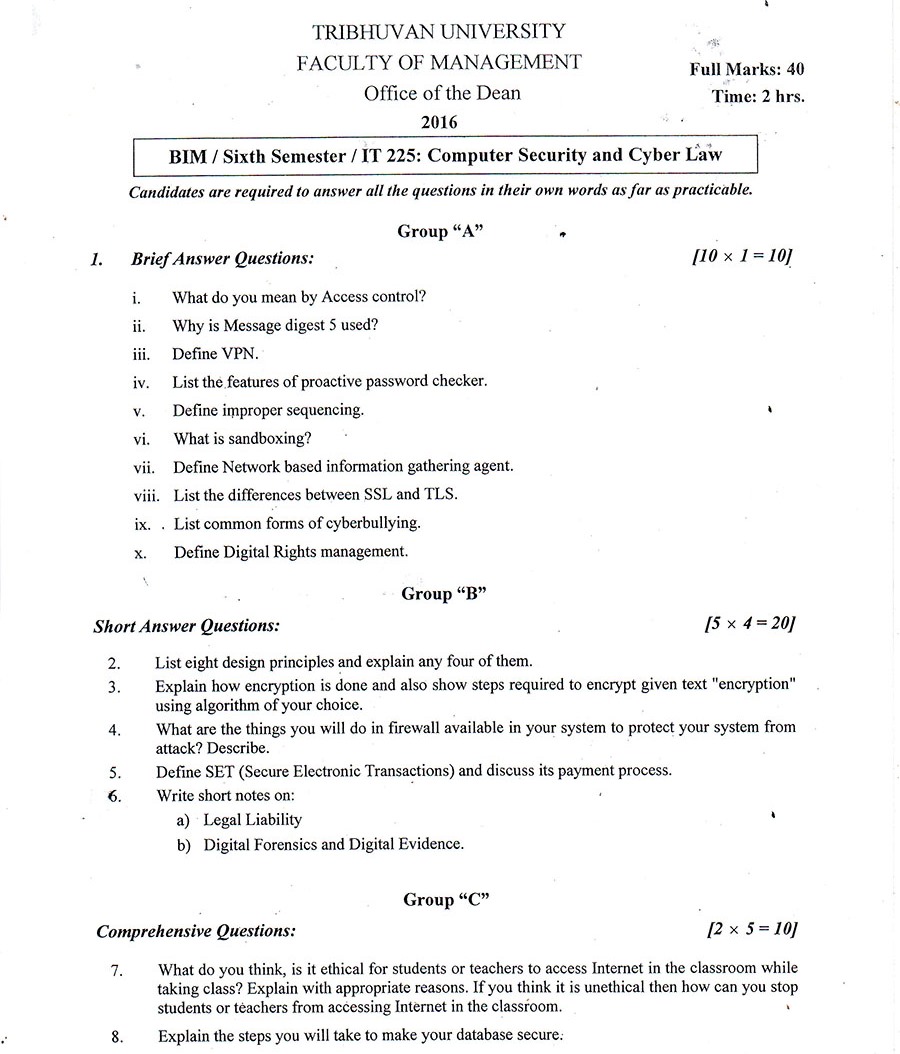 TRIBHUVAN UNIVERSITY
FACULTY OF MANAGEMENT
Office of the Dean
2016
Full Marks: 40
Time: 2 hrs.
BIM / Sixth Semester / IT 225: Computer Security and Cyber Law
Candidates are required to answer all the questions in their own words as far as practicable.
Group “A”
1. Brief Answer Questions: [10 × 1 = 10]
i. What do you mean by Access control?
ii. Why is Message digest 5 used?
iii. Define VPN.
iv. List the features of proactive password checker.
v. Define improper sequencing.
vi. What is sandboxing?
vii. Define Network based information gathering agent.
viii. List the differences between SSL and TLS.
ix. List common forms of cyberbullying.
x. Define Digital Rights management.
Group “B”
Short Answer Questions: [5 × 4 = 20]
2. List eight design principles and explain any four of them.
3. Explain how encryption is done and also show steps required to encrypt given text "encryption"
using algorithm of your choice.
4. What are the things you will do in firewall available in your system to protect your system from
attack? Describe.
5. Define SET (Secure Electronic Transactions) and discuss its payment process.
6. Write short notes on:
a) Legal Liability
b) Digital Forensics and Digital Evidence.
Group “C”
Comprehensive Questions: [2 × 5 = 10]
7. What do you think, is it ethical for students or teachers to access Internet in the classroom while
taking class? Explain with appropriate reasons. If you think it is unethical then how can you stop
students or teachers from accessing Internet in the classroom.
8. Explain the steps you will take to make your database secure.